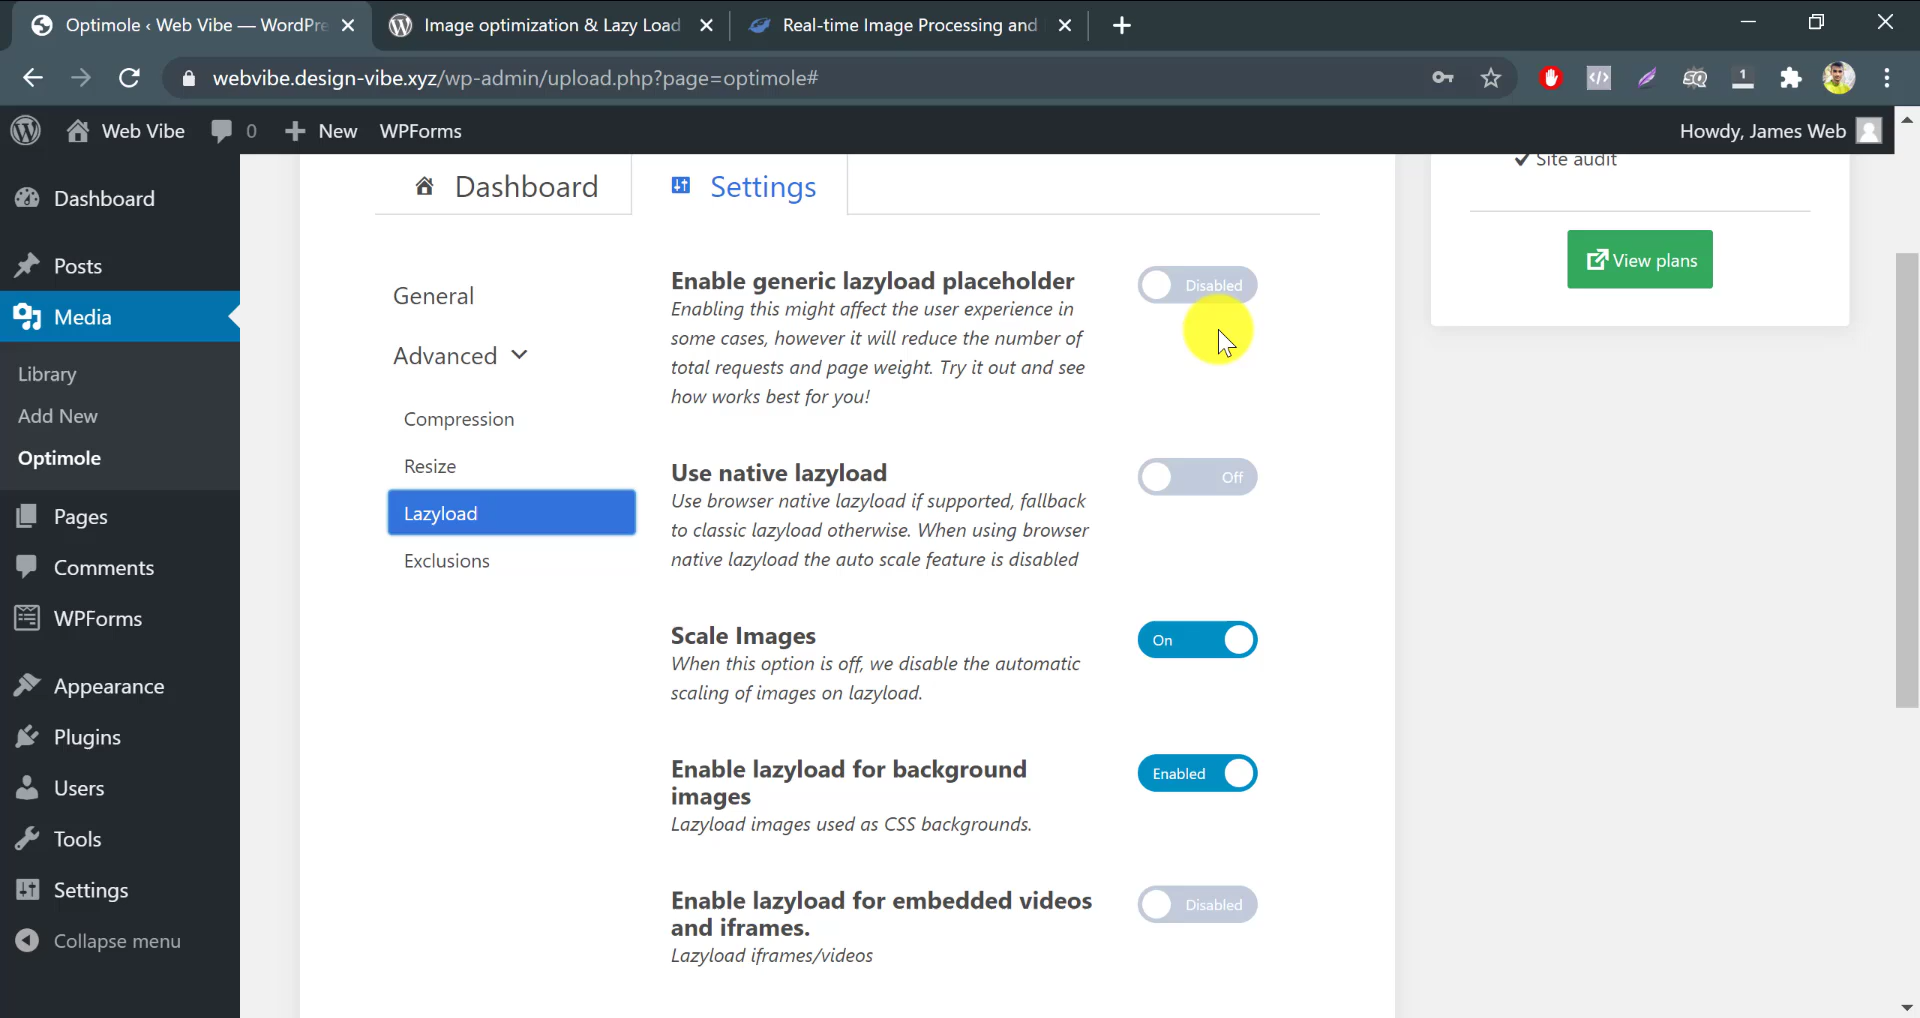 Optimole ‹ Web Vibe — WordPre
Image optimization & Lazy Load
Real-time Image Processing and
webvibe.design-vibe.xyz/wp-admin/upload.php?page=optimole#
1
Web Vibe
0
New
WPForms
Howdy, James Web
Dashboard
Posts
Media
Library
Add New
Optimole
Pages
Comments
WPForms
Appearance
Plugins
Users
Tools
Settings
Collapse menu
Dashboard
Settings
General
Advanced
Compression
Resize
Lazyload
Exclusions
Enable generic lazyload placeholder
Disabled
Enabling this might affect the user experience in
some cases, however it will reduce the number of
total requests and page weight. Try it out and see
how works best for you!
Use native lazyload
Off
Use browser native lazyload if supported, fallback
to classic lazyload otherwise. When using browser
native lazyload the auto scale feature is disabled
Scale Images
On
When this option is off, we disable the automatic
scaling of images on lazyload.
Enable lazyload for background
images
Enabled
Lazyload images used as CSS backgrounds.
Enable lazyload for embedded videos
and iframes.
Disabled
Lazyload iframes/videos
Site audit
View plans